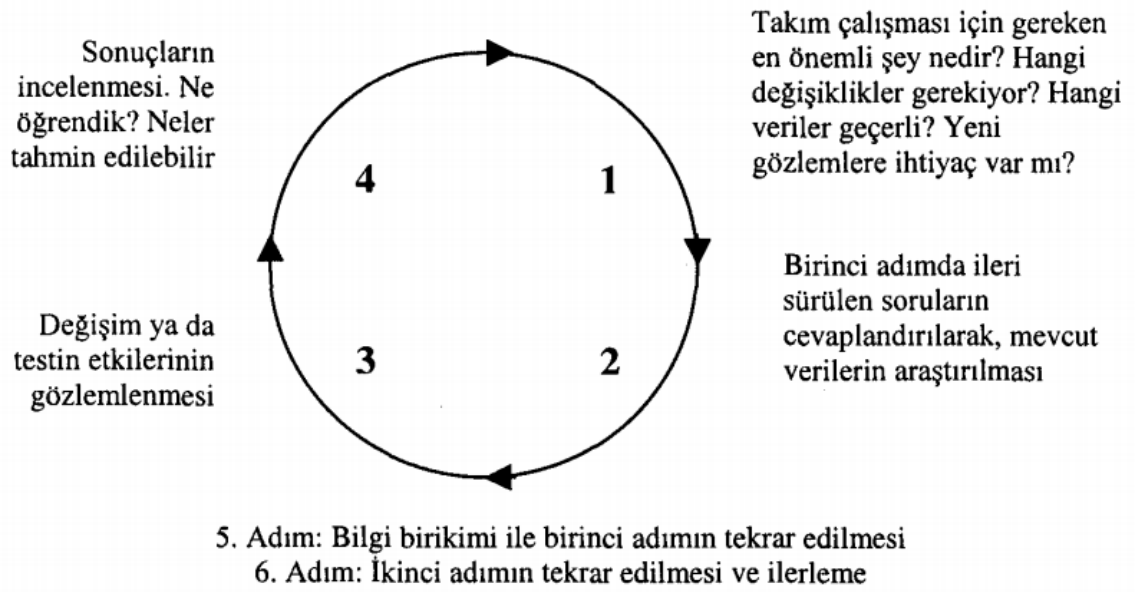 Takım çalışması için gereken
en önemli şey nedir? Hangi
değişiklikler gerekiyor? Hangi
veriler geçerli? Yeni
gözlemlere ihtiyaç var mı?
1
Birinci adımda ileri
sürülen soruların
cevaplandırılarak, mevcut
verilerin araştırılması
2
Değişim ya da
testin etkilerinin
gözlemlenmesi
3
Sonuçların
incelenmesi. Ne
öğrendik? Neler
tahmin edilebilir
4
5. Adım: Bilgi birikimi ile birinci adımın tekrar edilmesi
6. Adım: İkinci adımın tekrar edilmesi ve ilerleme